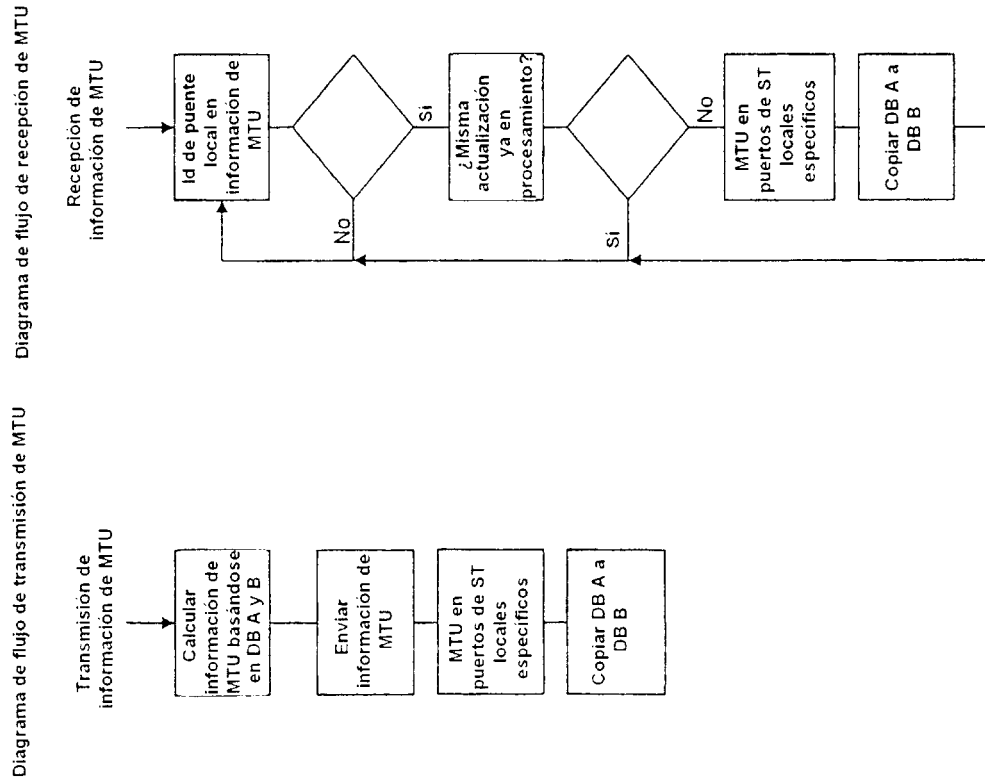 Diagrama de flujo de transmisión de MTU
Transmisión de
información de MTU
Calcular
información de
MTU basándose
en DB A y B
Enviar
información de
MTU
MTU en
puertos de ST
locales
específicos
Copiar DB A a
DB B
Diagrama de flujo de recepción de MTU
Recepción de
información de MTU
Id de puente
local en
información de
MTU
No
Si
¿Misma
actualización
ya en
procesamiento?
Si
No
MTU en
puertos de ST
locales
específicos
Copiar DB A a
DB B